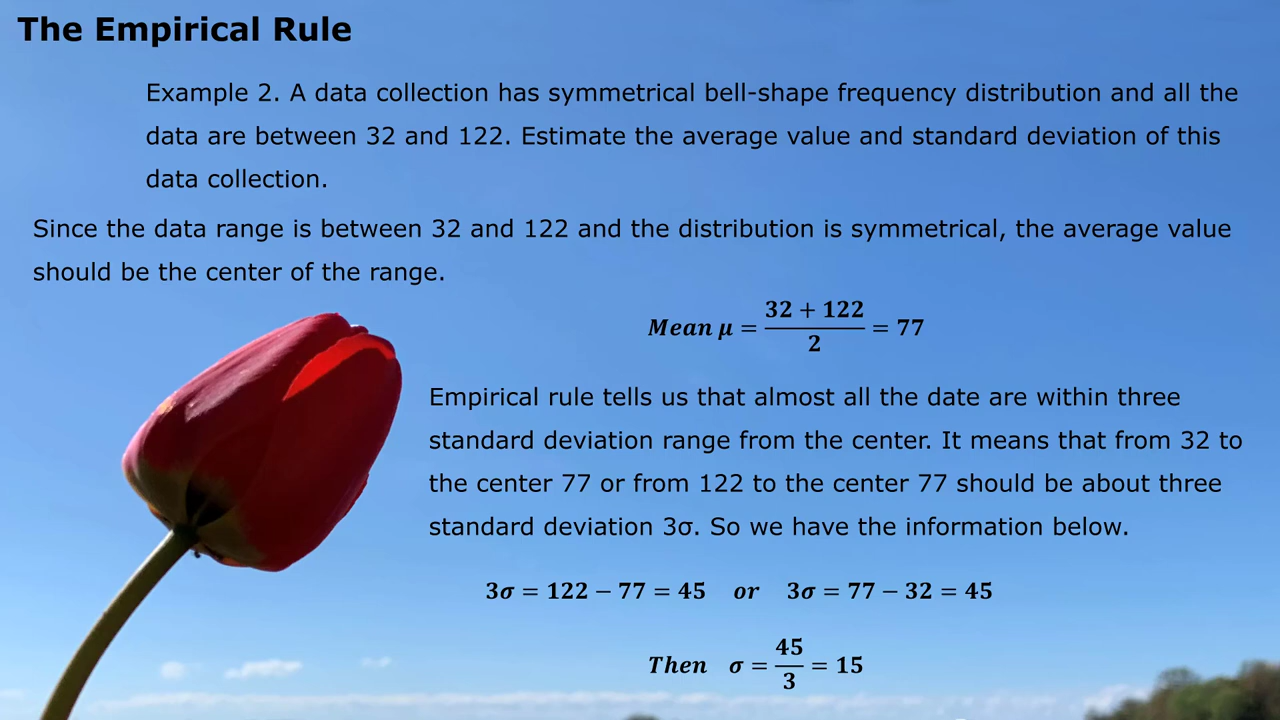 The Empirical Rule
Example 2. A data collection has symmetrical bell-shape frequency distribution and all the
data are between 32 and 122. Estimate the average value and standard deviation of this
data collection.
Since the data range is between 32 and 122 and the distribution is symmetrical, the average value
should be the center of the range.
Mean μ = (32 + 122)/2 = 77
Empirical rule tells us that almost all the date are within three
standard deviation range from the center. It means that from 32 to
the center 77 or from 122 to the center 77 should be about three
standard deviation 3σ. So we have the information below.
3σ = 122 − 77 = 45 or 3σ = 77 − 32 = 45
Then σ = 45/3 = 15